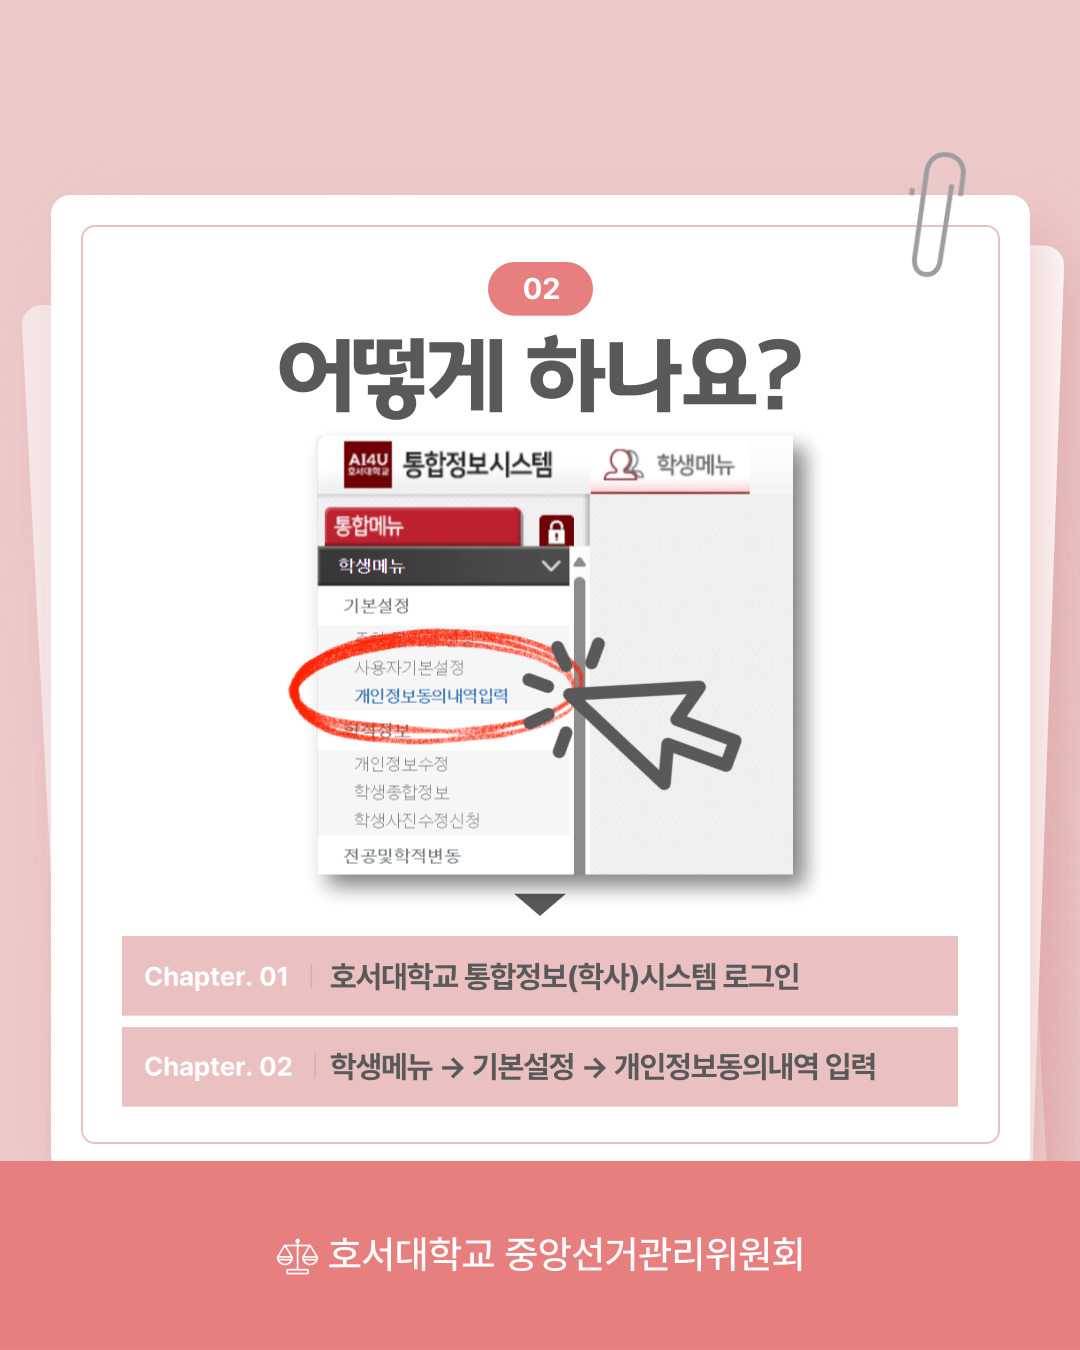 02
어떻게 하나요?
AI4U
호서대학교
통합정보시스템
학생메뉴
통합메뉴
학생메뉴
기본설정
사용자기본설정
개인정보동의내역입력
학적정보
개인정보수정
학생종합정보
학생사진수정신청
전공및학적변동
Chapter. 01 호서대학교 통합정보(학사)시스템 로그인
Chapter. 02 학생메뉴 → 기본설정 → 개인정보동의내역 입력
호서대학교 중앙선거관리위원회